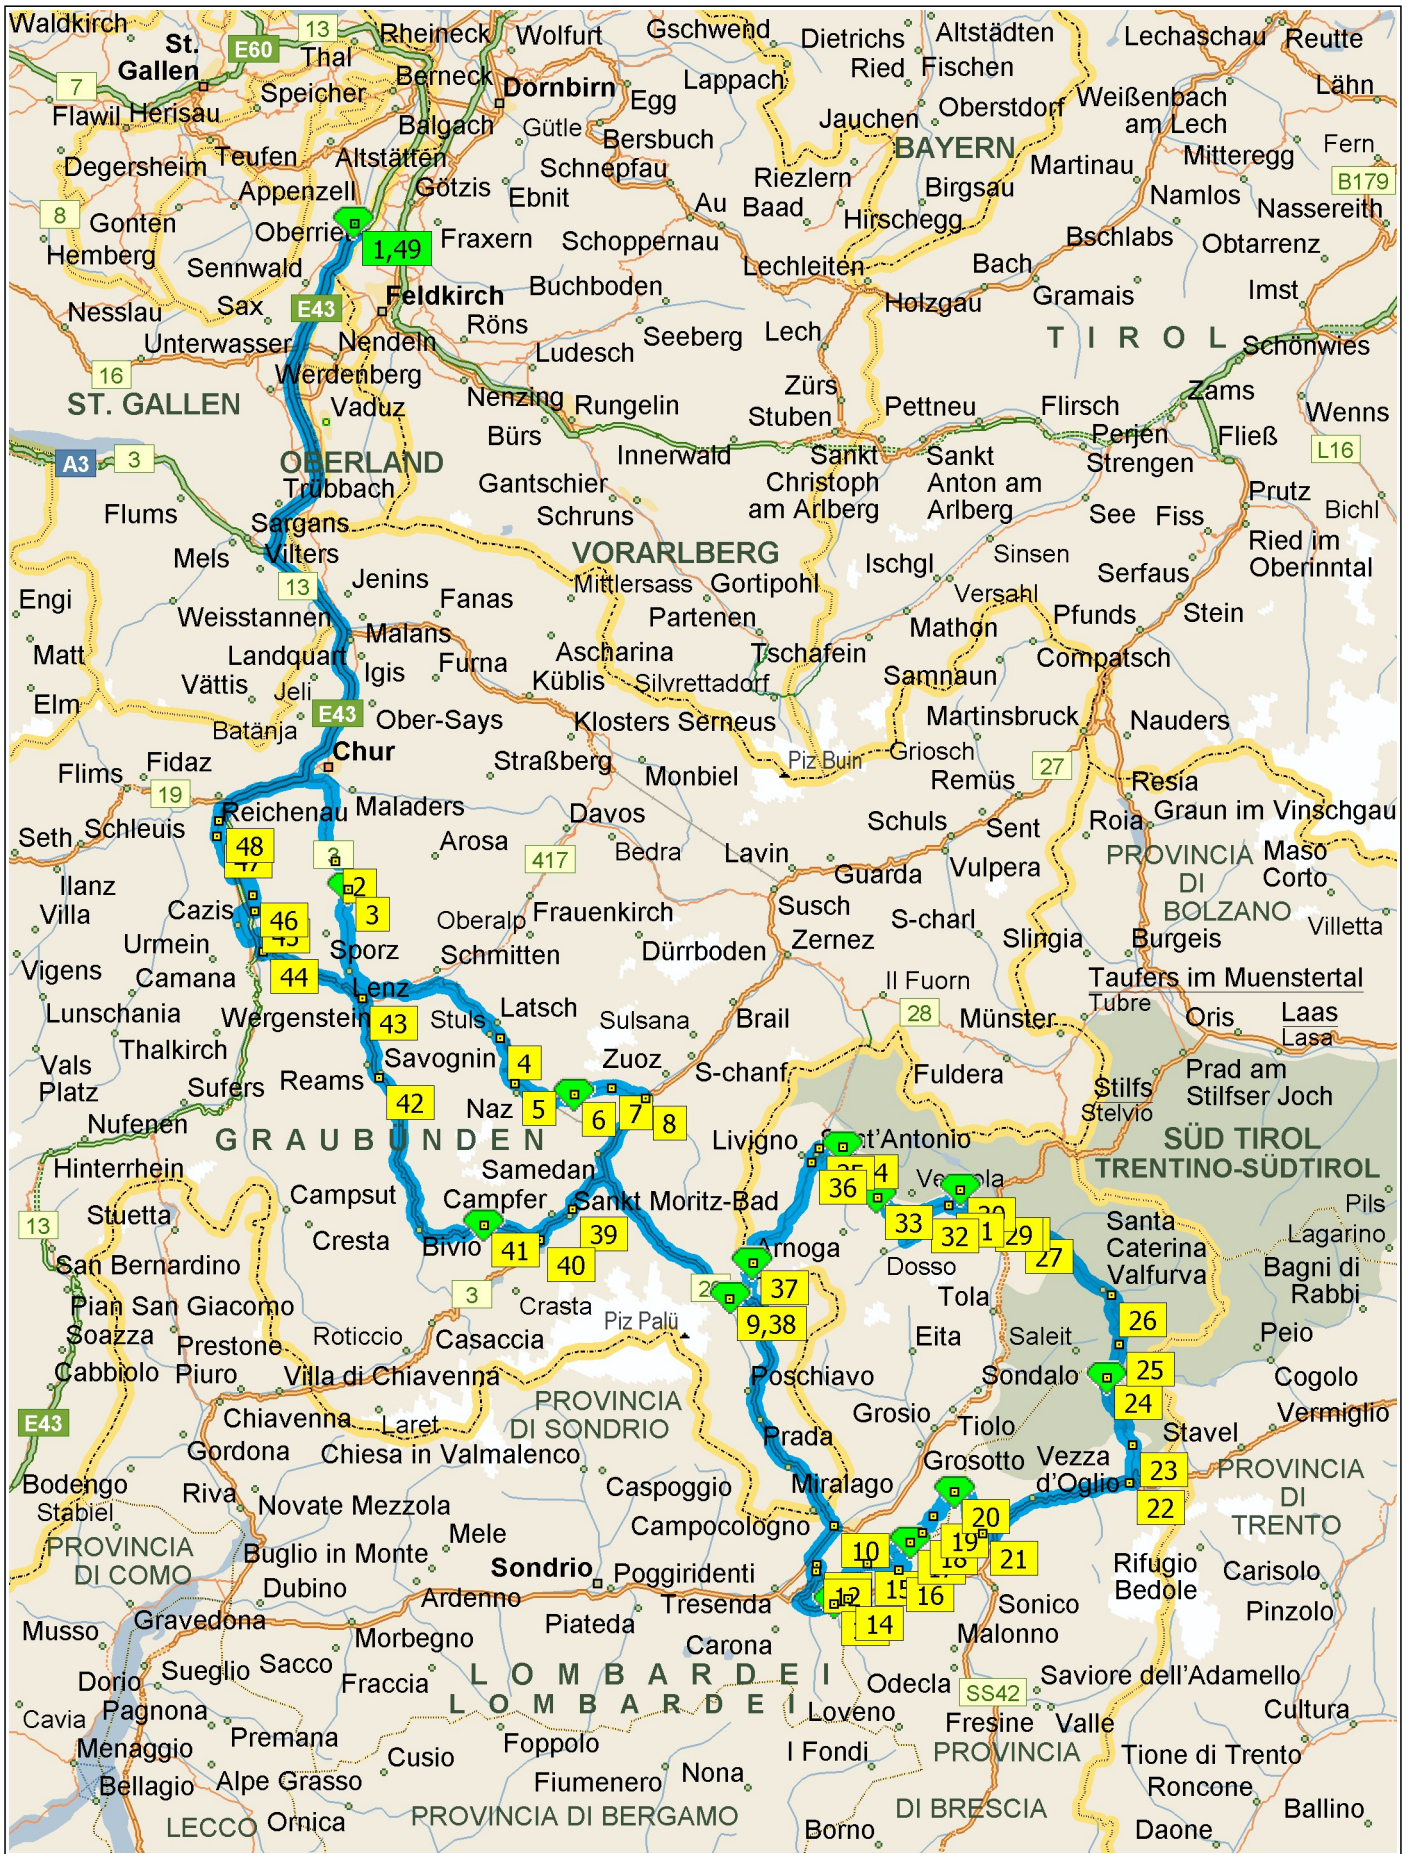 Waldkirch
St.
Gallen
E60
13
Thal
Rheineck
Wolfurt
Gschwend
Dietrichs
Ried
Altstädten
Fischen
Lechaschau
Reutte
7
Speicher
Berneck
Dornbirn
Lappach
Egg
Lähn
Flawil
Herisau
Balgach
Gütle
Bersbuch
Jauchen
Oberstdorf
Weißenbach
am Lech
Degersheim
Teufen
Altstätten
Schnepfau
BAYERN
Martinau
Mitteregg
Fern
Appenzell
Götzis
Ebnit
Riezlern
Birgsau
Namlos
B179
8
Gonten
Au
Baad
Hirschegg
Nassereith
Hemberg
1,49
Fraxern
Schoppernau
Bschlabs
Obtarrenz
Sennwald
Lechleiten
Bach
Nesslau
Sax
E43
Feldkirch
Buchboden
Holzgau
Gramais
Imst
Unterwasser
Nendeln
Röns
Seeberg
Lech
TIROL
Schönwies
16
Werdenberg
Ludesch
Zürs
Zams
ST. GALLEN
Vaduz
Nenzing
Rungelin
Stuben
Pettneu
Flirsch
Wenns
A3
3
Bürs
Innerwald
Sankt
Christoph
am Arlberg
Sankt
Anton am
Arlberg
Perjen
Strengen
Fließ
L16
OBERLAND
Trübbach
Gantschier
Prutz
Flums
Sargans
Schruns
See
Fiss
Bichl
Mels
Vilters
VORARLBERG
Ischgl
Sinsen
Ried im
Oberinntal
13
Jenins
Mittlersass
Gortipohl
Serfaus
Engi
Weisstannen
Fanas
Partenen
Versahl
Pfunds
Stein
Matt
Malans
Mathon
Landquart
Igis
Furna
Ascharina
Tschafein
Compatsch
Elm
Vättis
Jeli
Küblis
Silvrettadorf
Samnaun
Batänja
E43
Ober-Says
Klosters Serneus
Martinsbruck
Nauders
Flims
Fidaz
Chur
Straßberg
Monbiel
Piz Buin
Griosch
27
Remüs
Resia
19
Reichenau
Maladers
Davos
Graun im Vinschgau
Seth
Schleuis
48
47
Arosa
417
Bedra
Lavin
Schuls
Sent
Roia
PROVINCIA
DI
BOLZANO
Maso
Corto
Ilanz
Villa
2
3
Guarda
Vulpera
Cazis
46
45
Oberalp
Frauenkirch
Susch
S-charl
Villetta
Urmein
Sporz
Dürrboden
Zernez
Slingia
Burgeis
Vigens
Camana
44
Schmitten
Il Fuorn
Taufers im Muenstertal
Tubre
Lunschania
Wergenstein
Lenz
43
Stuls
Latsch
Sulsana
Brail
28
Münster
Oris
Laas
Lasa
Thalkirch
Savognin
4
Zuoz
Vals
Platz
Sufers
Reams
42
Naz
5
6
7
8
S-chanf
Fuldera
Stilfs
Stelvio
Prad am
Stilfser Joch
Nufenen
GRAUBÜNDEN
Livigno
SÜD TIROL
TRENTINO-SÜDTIROL
Hinterrhein
Samedan
36
Campsut
Campfer
Sankt Moritz-Bad
Pils
13
Stuetta
Cresta
Bivio
41
40
39
33
32
29
27
Santa
Caterina
Valfurva
Lagarino
San Bernardino
Arnoga
Dosso
Bagni di
Rabbi
Pian San Giacomo
3
Crasta
37
Tola
Soazza
Prestone
Roticcio
Casaccia
Piz Palü
9,38
Eita
Saleit
26
Peio
Cabbiolo
Piuro
Villa di Chiavenna
Poschiavo
Sondalo
25
24
Cogolo
E43
Chiavenna
Laret
PROVINCIA
DI SONDRIO
Grosio
Tiolo
Vermiglio
Gordona
Chiesa in Valmalenco
Prada
Grosotto
Vezza
d'Oglio
Stavel
23
22
PROVINCIA
DI
TRENTO
Bodengo
Stabiel
Riva
Novate Mezzola
Caspoggio
Miralago
20
Campocologno
PROVINCIA
DI COMO
Mele
10
19
18
21
Buglio in Monte
Sondrio
Poggiridenti
Rifugio
Bedole
Carisolo
Dubino
Ardenno
Tresenda
12
15
16
Gravedona
Piateda
14
Sonico
Pinzolo
Musso
Morbegno
Carona
Malonno
Dorio
Sueglio
Sacco
Fraccia
LOMBARDEI
LOMBARDEI
Odecla
SS42
Saviore dell'Adamello
Pagnona
Loveno
Cavia
Fresine
Valle
Cultura
Menaggio
Premana
Cusio
Foppolo
I Fondi
PROVINCIA
DI BRESCIA
Tione di Trento
Bellagio
Alpe Grasso
Fiumenero
Nona
Roncone
LECCO
Ornica
PROVINCIA DI BERGAMO
Borno
Ballino
Daone